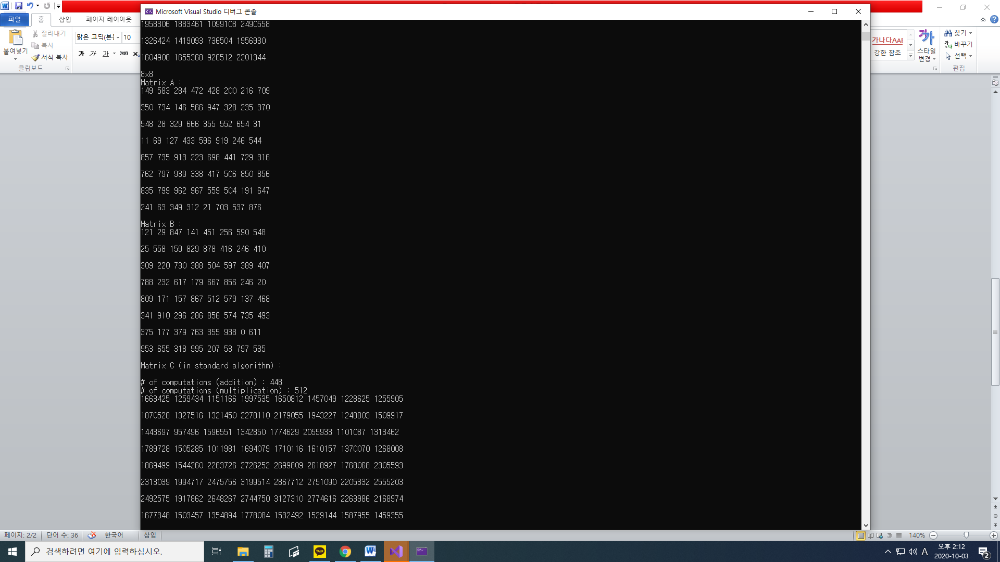 Microsoft Visual Studio 디버그 콘솔
파일 홈 삽입 페이지 레이아웃
붙여넣기
잘라내기
복사
서식 복사
클립보드
맑은 고딕(본문 10
가 가 가
가나다AAI
강한 참조
스타일
변경
찾기
바꾸기
선택
편집
1958306 1883461 1099108 2490558
1326424 1419093 736504 1956930
1604908 1655368 926512 2201344
8x8
Matrix A :
149 583 284 472 428 200 216 709
350 734 146 566 947 328 235 370
548 28 329 666 355 552 654 31
11 69 127 433 596 919 246 544
857 735 913 223 698 441 729 316
762 797 939 338 417 506 850 856
835 799 962 967 559 504 191 647
241 63 349 312 21 703 537 876
Matrix B :
121 29 847 141 451 256 590 548
25 558 159 829 878 416 246 410
309 220 730 388 504 597 389 407
788 232 617 179 667 856 246 20
809 171 157 867 512 579 137 468
341 910 296 286 856 574 735 493
375 177 379 763 355 938 0 611
953 655 318 995 207 53 797 535
Matrix C (in standard algorithm) :
# of computations (addition) : 448
# of computations (multiplication) : 512
1663425 1259434 1151166 1997535 1650812 1457049 1228625 1255905
1870528 1327516 1321450 2278110 2179055 1943227 1248803 1509917
1443697 957496 1596551 1342850 1774629 2055933 1101087 1313462
1789728 1505285 1011981 1694079 1710116 1610157 1370070 1268008
1869499 1544260 2263726 2726252 2699809 2618927 1768068 2305593
2313039 1994717 2475756 3199514 2867712 2751090 2205332 2555203
2492575 1917862 2648267 2744750 3127310 2774616 2263986 2168974
1677348 1503457 1354894 1778084 1532492 1529144 1587955 1459355
페이지: 2/2 단어 수: 36 한국어 삽입 140%
검색하려면 여기에 입력하십시오.
TALK
A
오후 2:12
2020-10-03
2